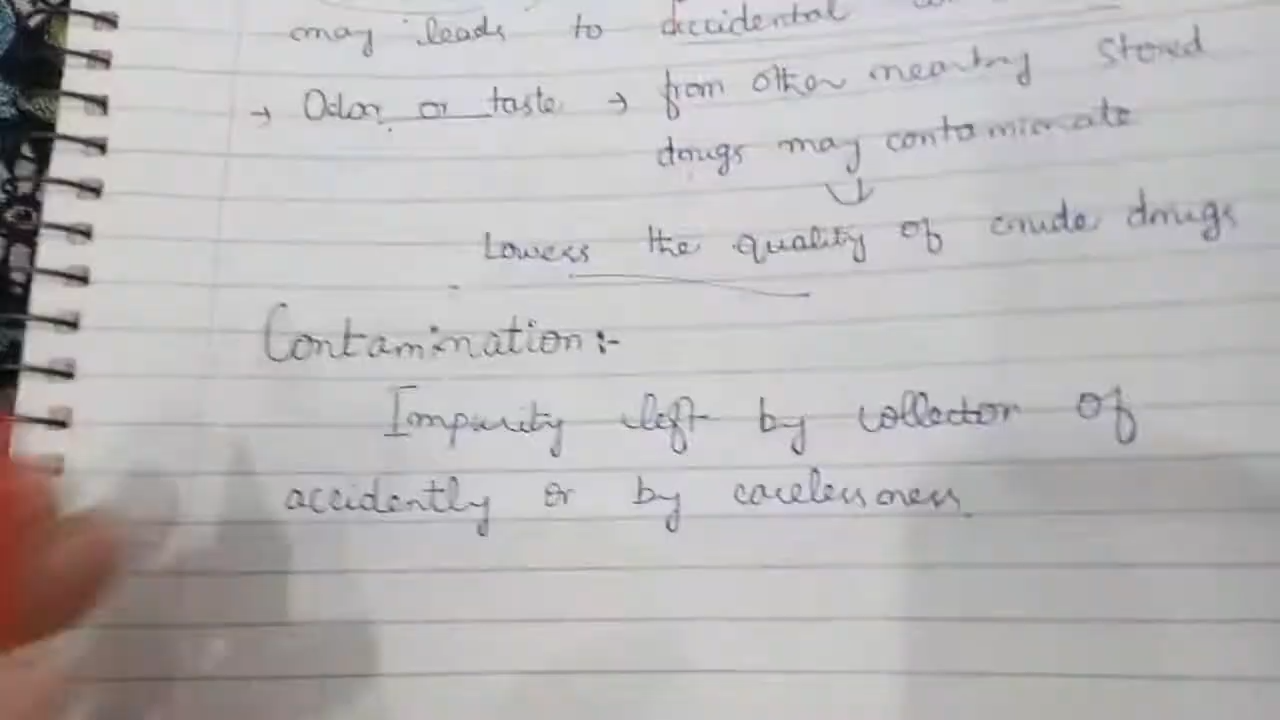 may leads to accidental
→ Odor or taste → from other nearby stored
drugs may contaminate
↓
Lowers the quality of crude drugs
Contamination :-
Impurity left by collector of
accidently or by carelessness.